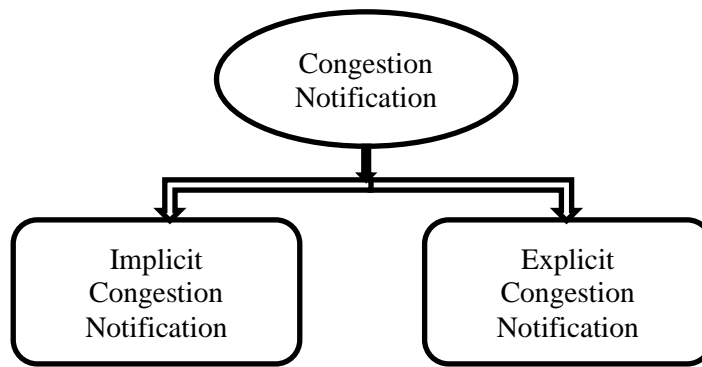 Congestion
Notification
Implicit
Congestion
Notification
Explicit
Congestion
Notification